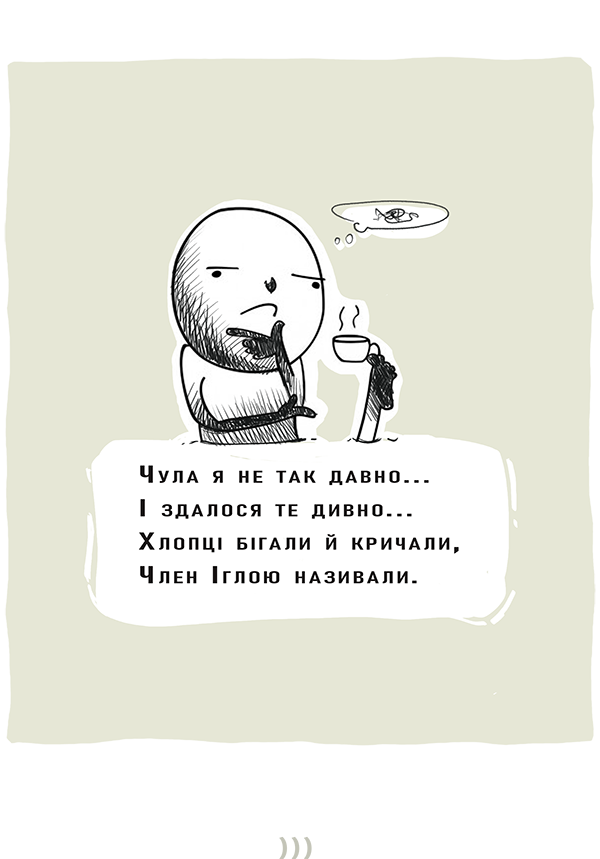 Чула я не так давно...
І здалося те дивно...
Хлопці бігали й кричали,
Член Іглою називали.
)))